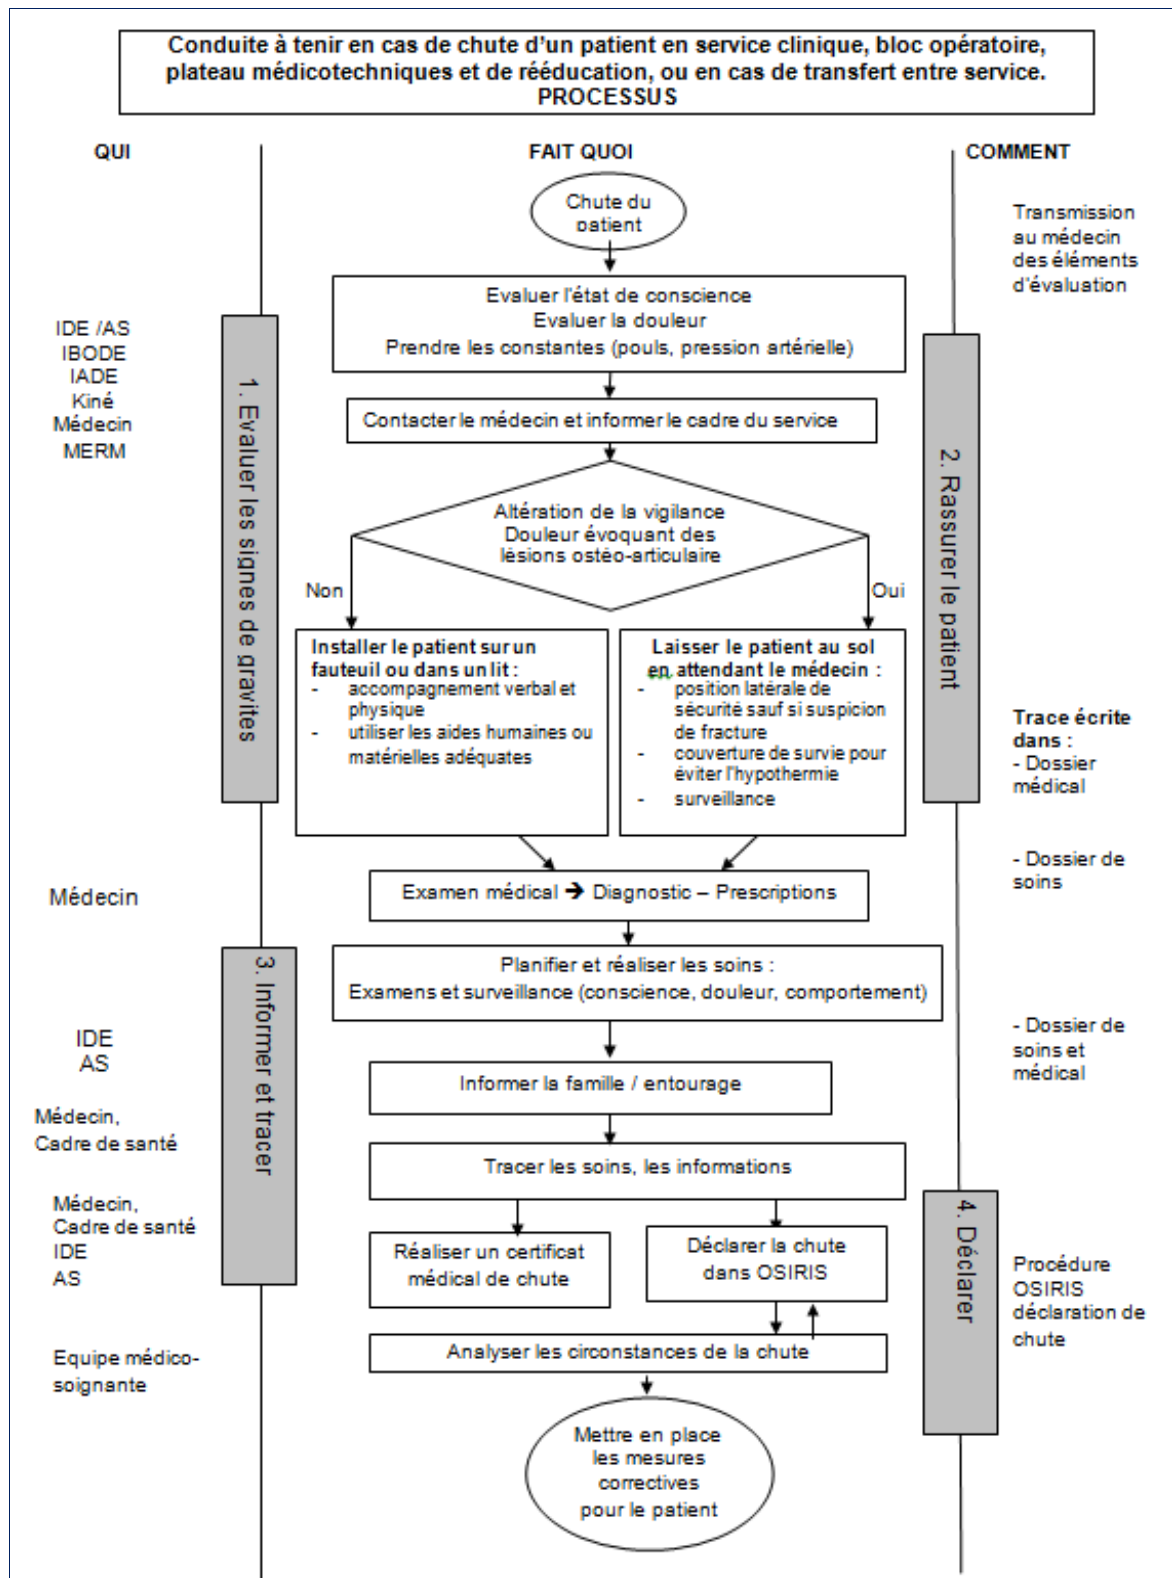 Conduite à tenir en cas de chute d'un patient en service clinique, bloc opératoire,
plateau médicotechniques et de rééducation, ou en cas de transfert entre service.
PROCESSUS
QUI
FAIT QUOI
COMMENT
Chute du
patient
Transmission
au médecin
des éléments
d'évaluation
Evaluer l'état de conscience
Evaluer la douleur
Prendre les constantes (pouls, pression artérielle)
IDE /AS
IBODE
IADE
Kiné
Médecin
MERM
1. Evaluer les signes de gravites
Contacter le médecin et informer le cadre du service
2. Rassurer le patient
Altération de la vigilance
Douleur évoquant des
lésions ostéo-articulaire
Non
Oui
Installer le patient sur un
fauteuil ou dans un lit :
- accompagnement verbal et
physique
- utiliser les aides humaines ou
matérielles adéquates
Laisser le patient au sol
en attendant le médecin :
- position latérale de
sécurité sauf si suspicion
de fracture
- couverture de survie pour
éviter l'hypothermie
- surveillance
Trace écrite
dans :
- Dossier
médical
- Dossier de
soins
Médecin
Examen médical ➔ Diagnostic – Prescriptions
3. Informer et tracer
Planifier et réaliser les soins :
Examens et surveillance (conscience, douleur, comportement)
- Dossier de
soins et
médical
IDE
AS
Informer la famille / entourage
Médecin,
Cadre de santé
Tracer les soins, les informations
Médecin,
Cadre de santé
IDE
AS
Réaliser un certificat
médical de chute
Déclarer la chute
dans OSIRIS
4. Déclarer
Procédure
OSIRIS
déclaration de
chute
Analyser les circonstances de la chute
Equipe médico-
soignante
Mettre en place
les mesures
correctives
pour le patient